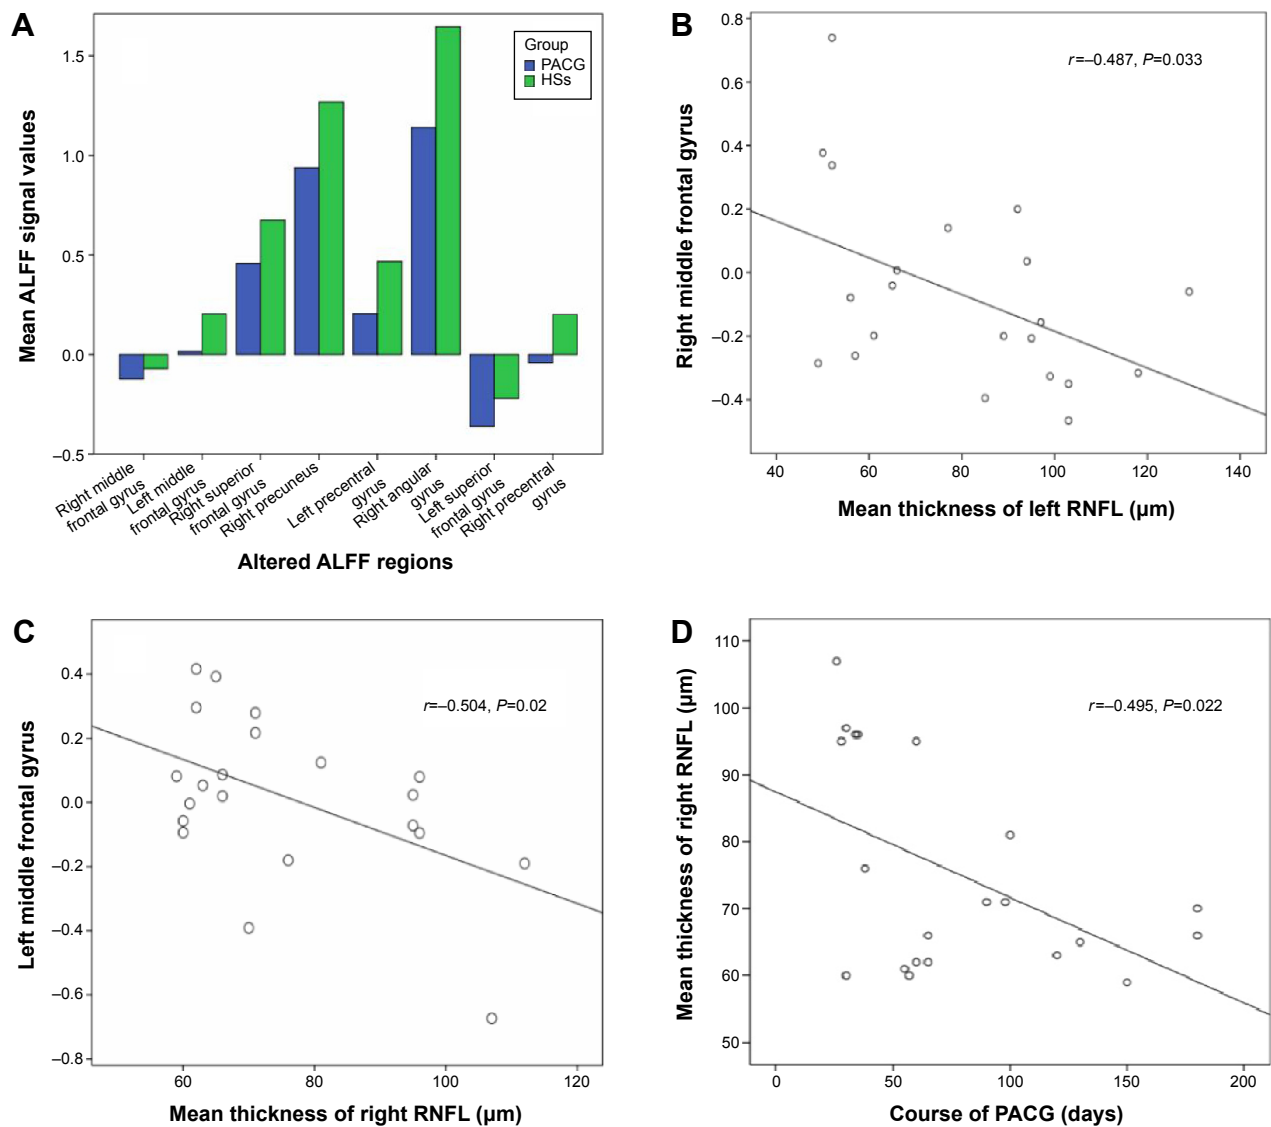 A
Mean ALFF signal values
1.5
1.0
0.5
0.0
–0.5
Group
PACG
HSs
Right middle
frontal gyrus
Left middle
frontal gyrus
Right superior
frontal gyrus
Right precuneus
Left precentral
gyrus
Right angular
gyrus
Left superior
frontal gyrus
Right precentral
gyrus
Altered ALFF regions
B
Right middle frontal gyrus
0.8
0.6
0.4
0.2
0.0
–0.2
–0.4
r=–0.487, P=0.033
40 60 80 100 120 140
Mean thickness of left RNFL (µm)
C
Left middle frontal gyrus
0.4
0.2
0.0
–0.2
–0.4
–0.6
–0.8
r=–0.504, P=0.02
60 80 100 120
Mean thickness of right RNFL (µm)
D
Mean thickness of right RNFL (µm)
110
100
90
80
70
60
50
r=–0.495, P=0.022
0 50 100 150 200
Course of PACG (days)